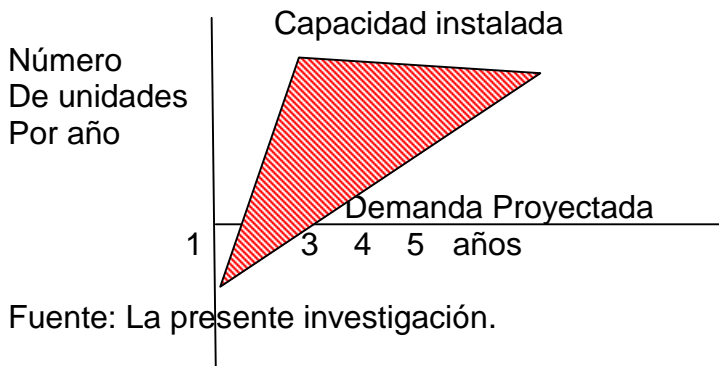 Capacidad instalada
Número
De unidades
Por año
Demanda Proyectada
1 3 4 5 años
Fuente: La presente investigación.